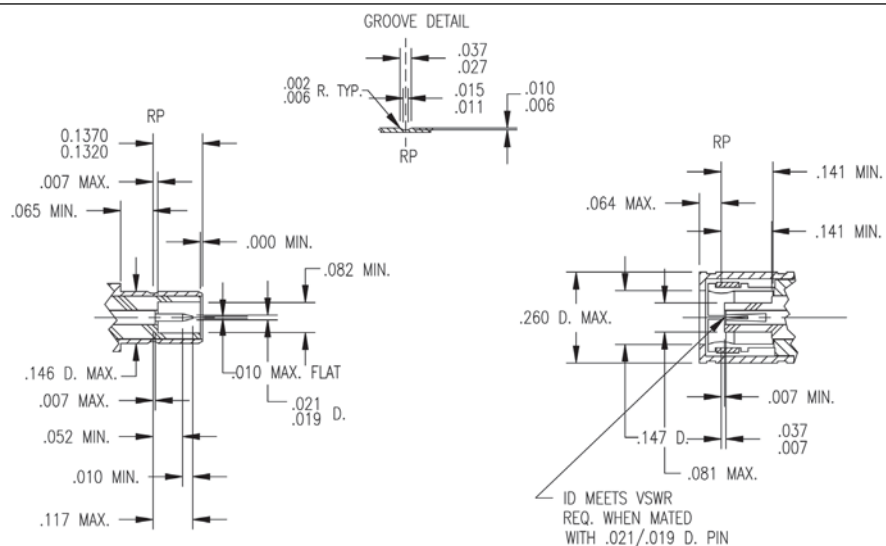 GROOVE DETAIL
.037
.027
.002
.006 R. TYP.
.015
.011
.010
.006
RP
RP
0.1370
0.1320
.007 MAX.
.065 MIN.
.000 MIN.
.082 MIN.
.146 D. MAX.
.010 MAX. FLAT
.007 MAX.
.021
.019 D.
.052 MIN.
.010 MIN.
.117 MAX.
RP
.141 MIN.
.064 MAX.
.141 MIN.
.260 D. MAX.
.007 MIN.
.037
.007
.147 D.
.081 MAX.
ID MEETS VSWR
REQ. WHEN MATED
WITH .021/.019 D. PIN